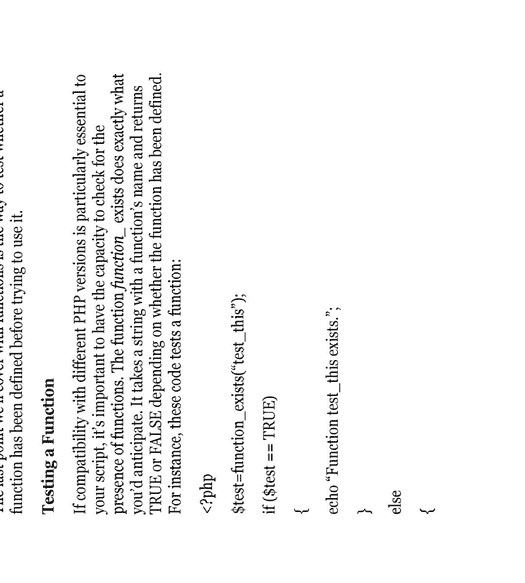 function has been defined before trying to use it.
Testing a Function
If compatibility with different PHP versions is particularly essential to
your script, it’s important to have the capacity to check for the
presence of functions. The function function_ exists does exactly what
you’d anticipate. It takes a string with a function’s name and returns
TRUE or FALSE depending on whether the function has been defined.
For instance, these code tests a function:
<?php
$test=function_exists(“test_this”);
if ($test == TRUE)
{
echo “Function test_this exists.”;
}
else
{